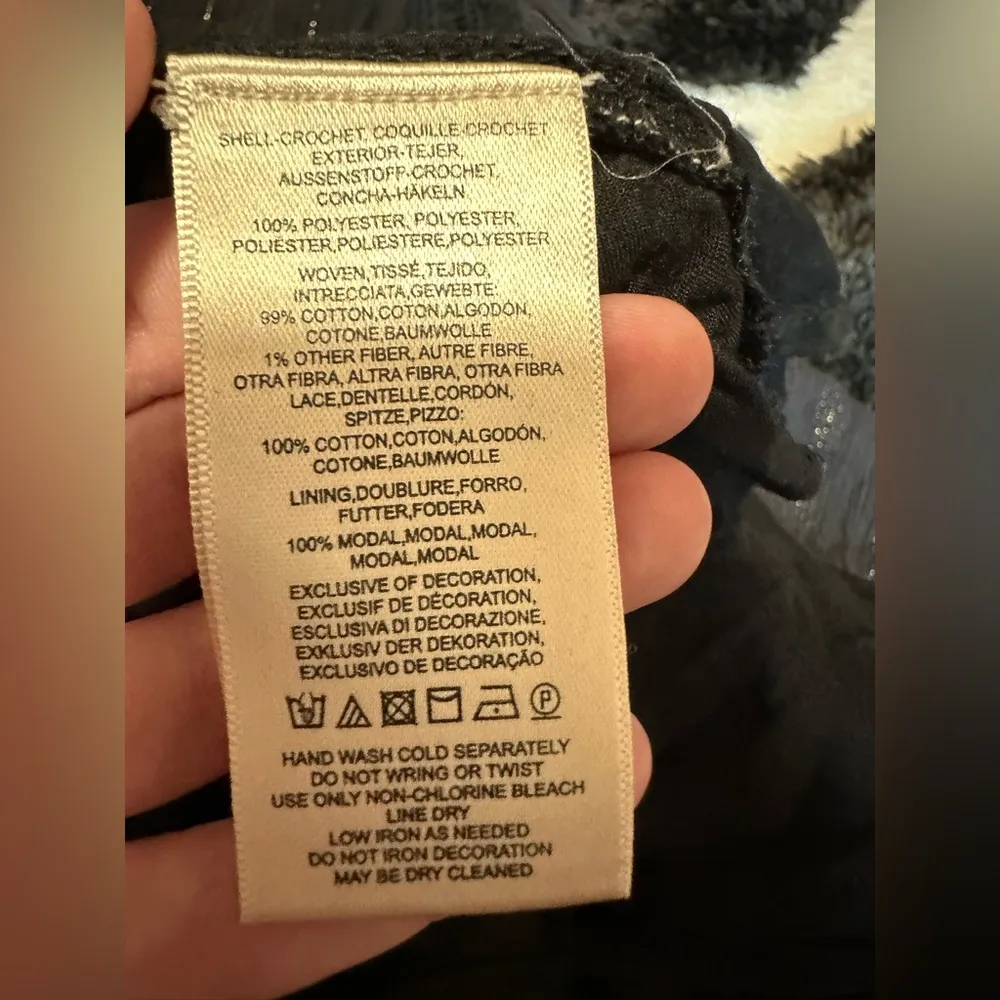 SHELL-CROCHET, COQUILLE-CROCHET
EXTERIOR-TEJER,
AUSSENSTOFF-CROCHET,
CONCHA-HÄKELN
100% POLYESTER, POLYESTER,
POLIÉSTER,POLIESTERE,POLYESTER
WOVEN,TISSÉ,TEJIDO,
INTRECCIATA,GEWEBTE:
99% COTTON,COTON,ALGODÓN,
COTONE,BAUMWOLLE
1% OTHER FIBER, AUTRE FIBRE,
OTRA FIBRA, ALTRA FIBRA, OTRA FIBRA
LACE,DENTELLE,CORDÓN,
SPITZE,PIZZO:
100% COTTON,COTON,ALGODÓN,
COTONE,BAUMWOLLE
LINING,DOUBLURE,FORRO,
FUTTER,FODERA
100% MODAL,MODAL,MODAL,
MODAL,MODAL
EXCLUSIVE OF DECORATION,
EXCLUSIF DE DÉCORATION,
ESCLUSIVA DI DECORAZIONE,
EXKLUSIV DER DEKORATION,
EXCLUSIVO DE DECORAÇÃO
P
HAND WASH COLD SEPARATELY
DO NOT WRING OR TWIST
USE ONLY NON-CHLORINE BLEACH
LINE DRY
LOW IRON AS NEEDED
DO NOT IRON DECORATION
MAY BE DRY CLEANED